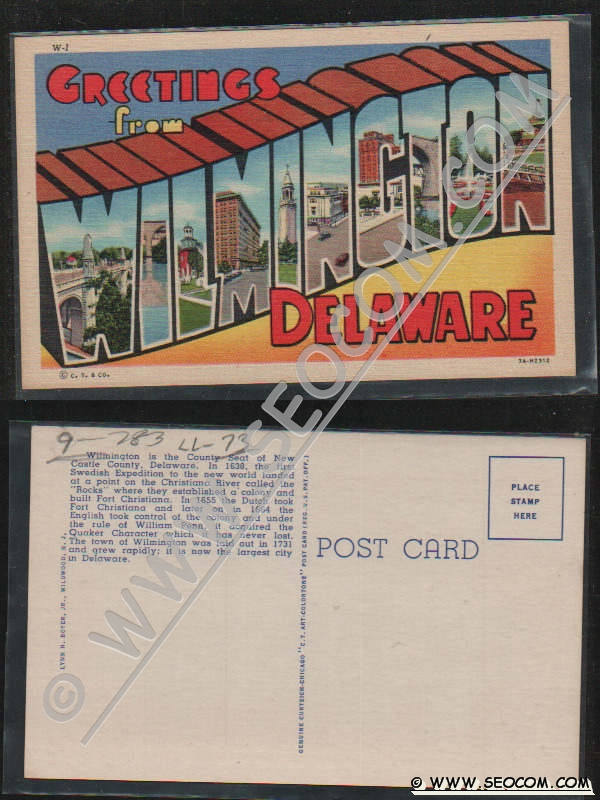 W-1
GREETINGS
from
WILMINGTON
DELAWARE
© C. T. & CO.
7A-H2312
© WWW.SEOCOM.COM
9-283 LL-73
Wilmington is the County Seat of New
Castle County, Delaware. In 1638, the first
Swedish Expedition to the new world landed
at a point on the Christiana River called the
"Rocks" where they established a colony and
built Fort Christiana. In 1655 the Dutch took
Fort Christiana and later on in 1664 the
English took control of the colony and under
the rule of William Penn, it acquired the
Quaker Character which it has never lost.
The town of Wilmington was laid out in 1731
and grew rapidly; it is now the largest city
in Delaware.
LYNN H. BOYER, JR., WILDWOOD, N. J.
GENUINE CURTEICH-CHICAGO "C. T. ART-COLORTONE" POST CARD (REG. U. S. PAT. OFF.)
POST CARD
PLACE
STAMP
HERE
© WWW.SEOCOM.COM